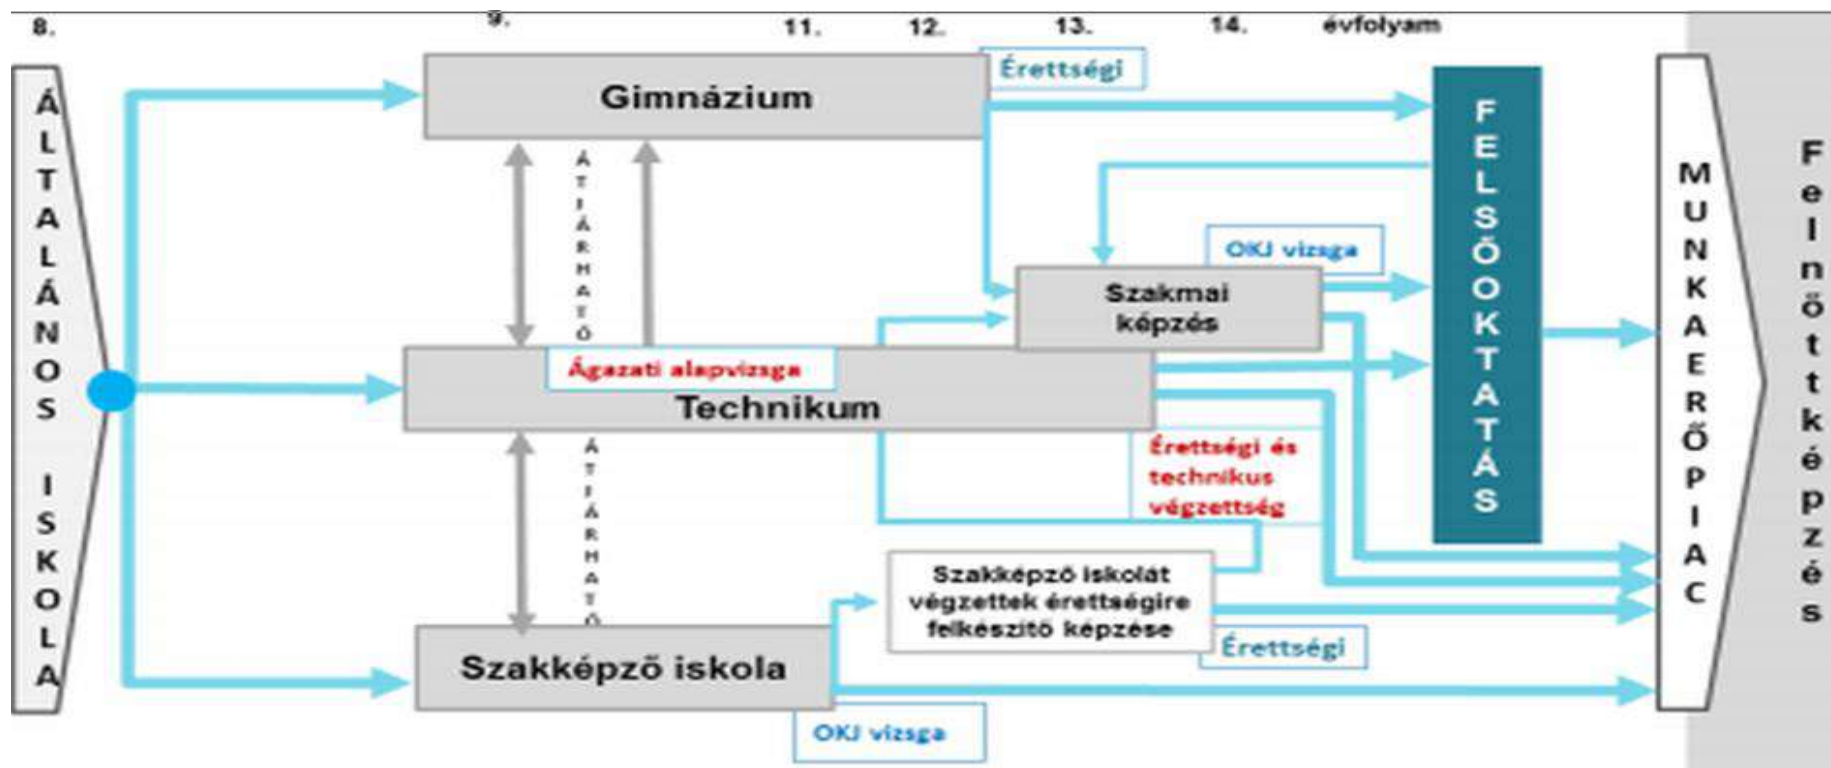 8. 9. 11. 12. 13. 14. évfolyam
ÁLTALÁNOS ISKOLA
Gimnázium
Érettségi
ÁTJÁRHATÓ
FELSŐOKTATÁS
MUNKAERŐPIAC
Felnőttképzés
OKJ vizsga
Szakmai
képzés
Ágazati alapvizsga
Technikum
ÁTJÁRHATÓ
Érettségi és
technikus
végzettség
Szakképző iskolát
végzettek érettségire
felkészítő képzése
Érettségi
Szakképző iskola
OKJ vizsga